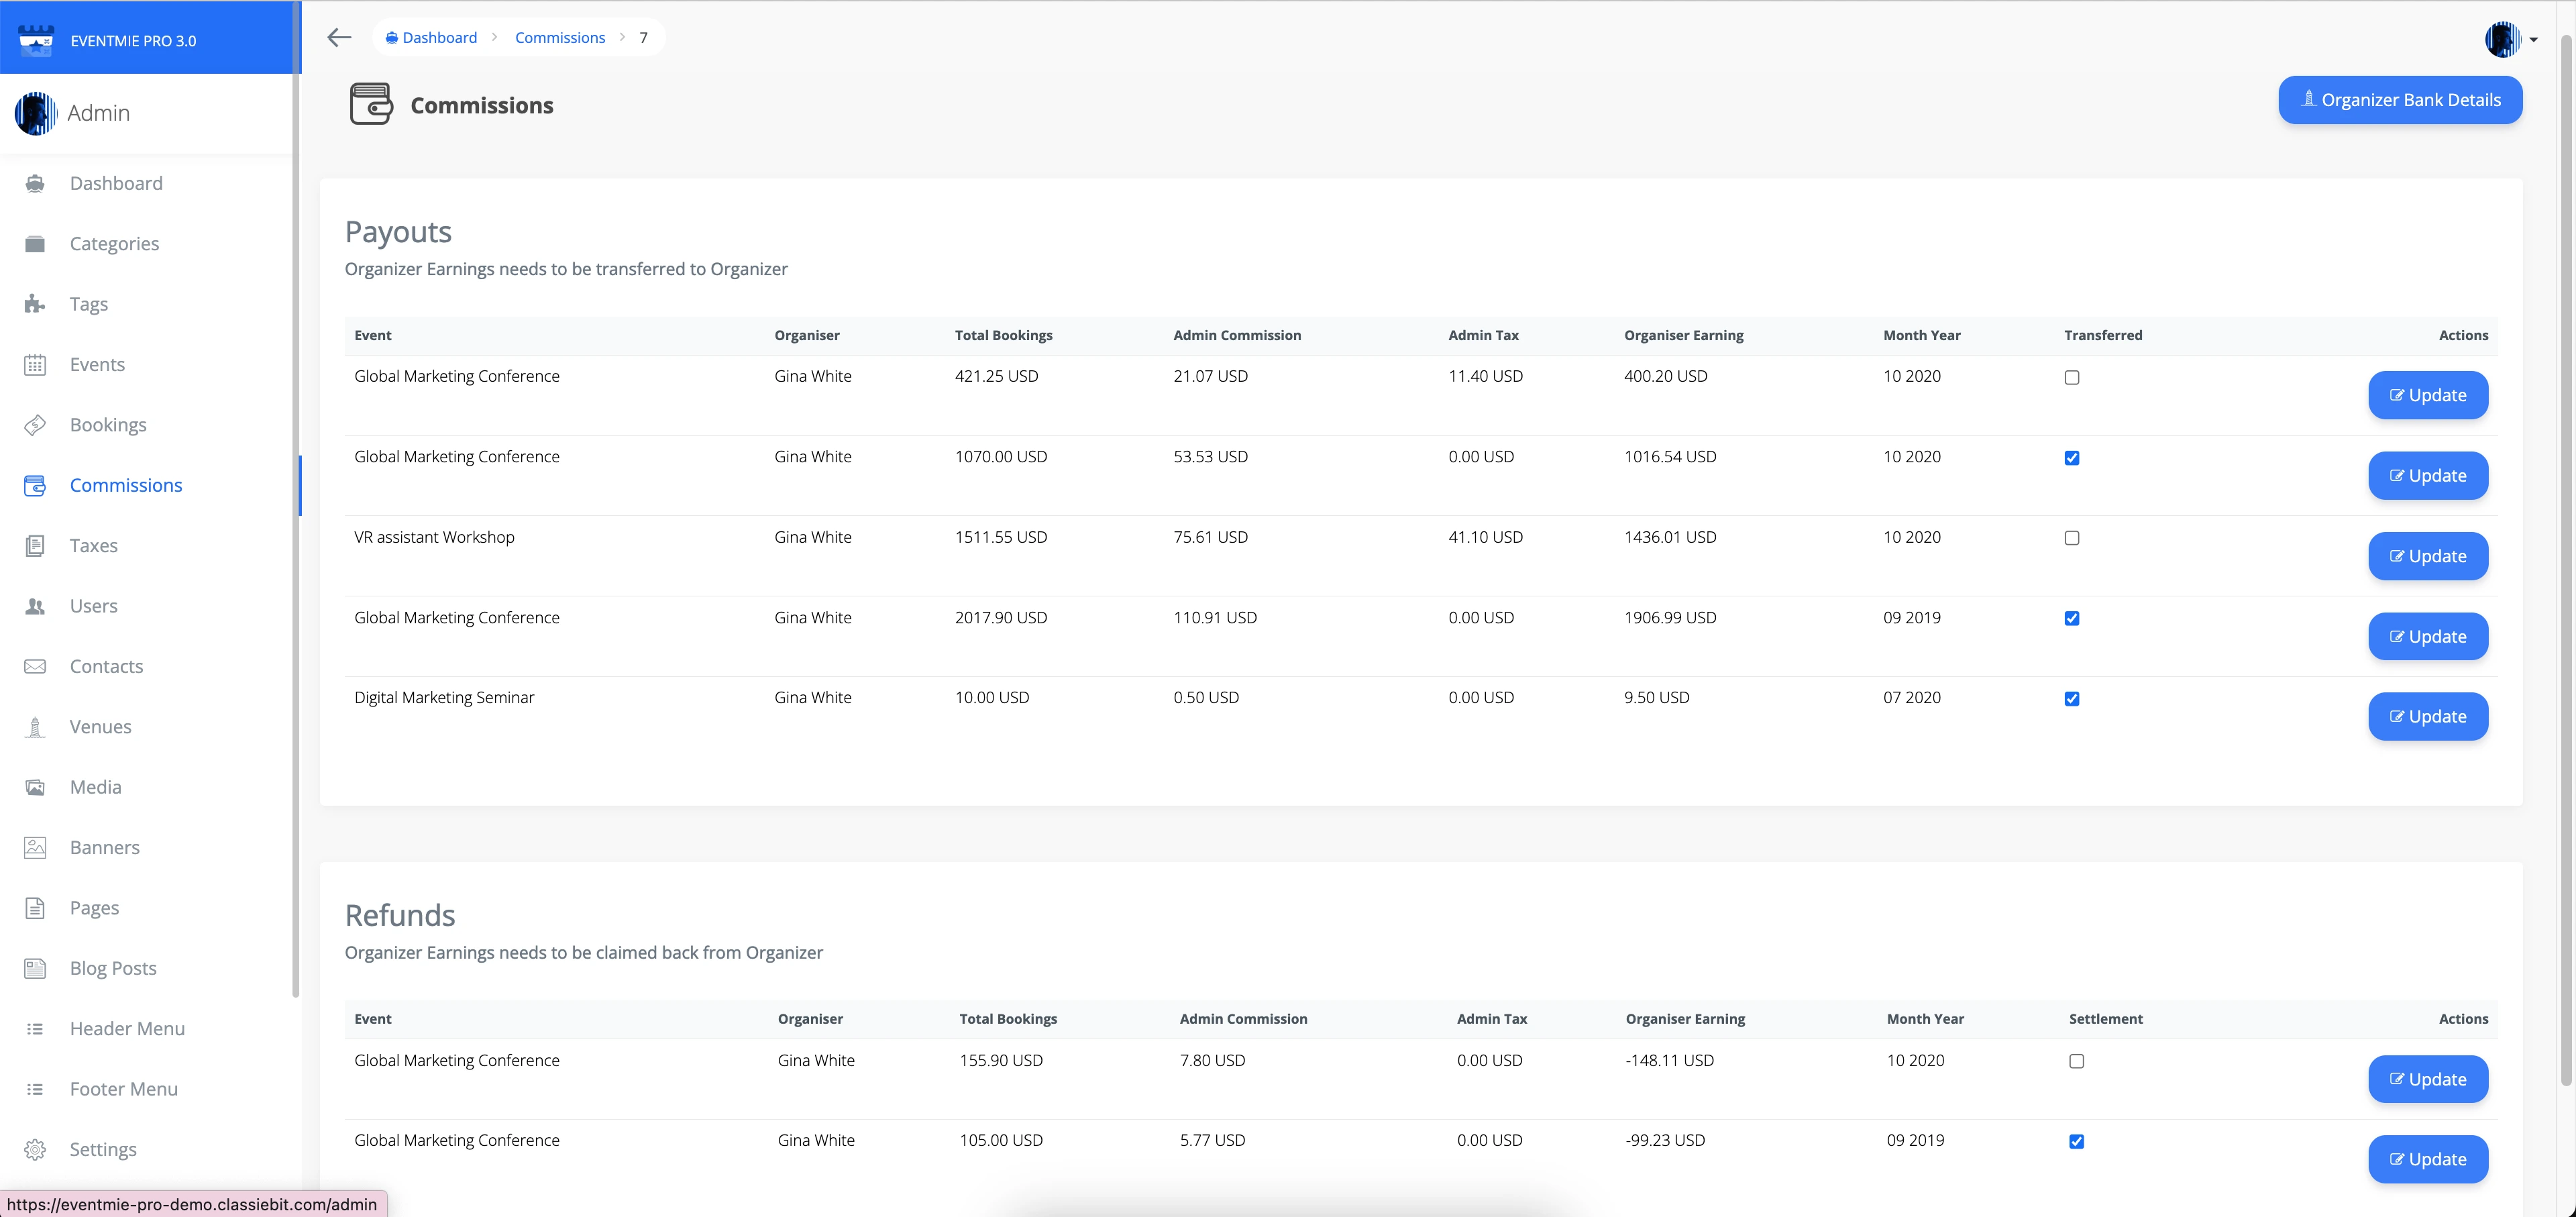 EVENTMIE PRO 3.0
Dashboard > Commissions > 7
Admin
Commissions
Organizer Bank Details
Dashboard
Categories
Tags
Events
Bookings
Commissions
Taxes
Users
Contacts
Venues
Media
Banners
Pages
Blog Posts
Header Menu
Footer Menu
Settings
Payouts
Organizer Earnings needs to be transferred to Organizer
Event Organiser Total Bookings Admin Commission Admin Tax Organiser Earning Month Year Transferred Actions
Global Marketing Conference Gina White 421.25 USD 21.07 USD 11.40 USD 400.20 USD 10 2020 Update
Global Marketing Conference Gina White 1070.00 USD 53.53 USD 0.00 USD 1016.54 USD 10 2020 Update
VR assistant Workshop Gina White 1511.55 USD 75.61 USD 41.10 USD 1436.01 USD 10 2020 Update
Global Marketing Conference Gina White 2017.90 USD 110.91 USD 0.00 USD 1906.99 USD 09 2019 Update
Digital Marketing Seminar Gina White 10.00 USD 0.50 USD 0.00 USD 9.50 USD 07 2020 Update
Refunds
Organizer Earnings needs to be claimed back from Organizer
Event Organiser Total Bookings Admin Commission Admin Tax Organiser Earning Month Year Settlement Actions
Global Marketing Conference Gina White 155.90 USD 7.80 USD 0.00 USD -148.11 USD 10 2020 Update
Global Marketing Conference Gina White 105.00 USD 5.77 USD 0.00 USD -99.23 USD 09 2019 Update
https://eventmie-pro-demo.classiebit.com/admin